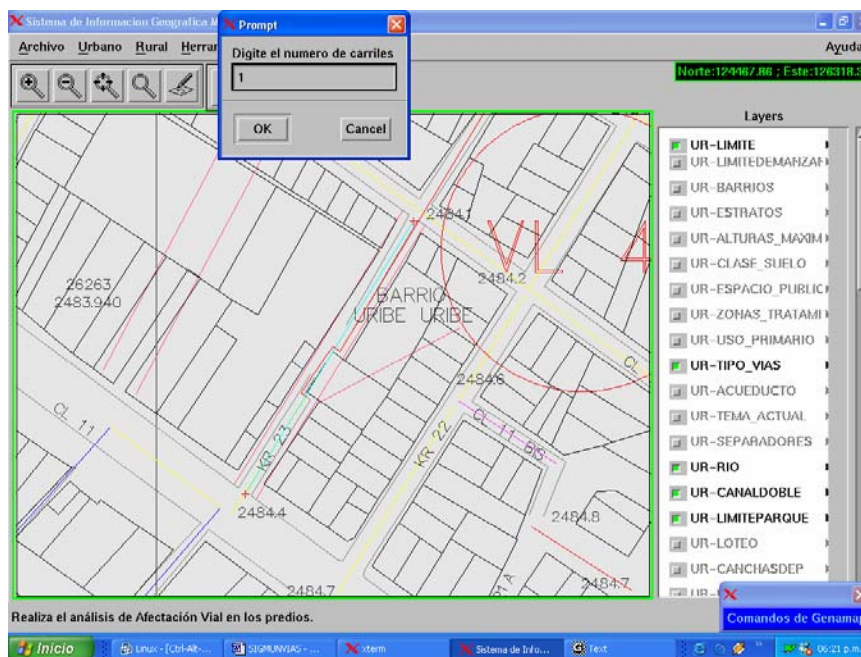 Sistema de Informacion Geografica M
Prompt
Archivo Urbano Rural Herrar
Ayuda
Digite el numero de carriles
1
OK
Cancel
Norte:124467.86 ; Este:126318.3
Layers
UR-LIMITE
UR-LIMITEDEMANZAN
UR-BARRIOS
UR-ESTRATOS
UR-ALTURAS_MAXIM
UR-CLASE_SUELO
UR-ESPACIO_PUBLIC
UR-ZONAS_TRATAMI
UR-USO_PRIMARIO
UR-TIPO_VIAS
UR-ACUEDUCTO
UR-TEMA_ACTUAL
UR-SEPARADORES
UR-RIO
UR-CANALDOBLE
UR-LIMITEPARQUE
UR-LOTEO
UR-CANCHASDEP
2484.1
VL 4
2484.2
26263
2483.940
BARRIO
URIBE URIBE
CL
2484.6
CL 11
KR 23
KR 22
CL 11 BIS
2484.4
2484.8
2484.7
2484.7
Realiza el análisis de Afectación Vial en los predios.
Comandos de Genamap
Inicio
Linux - [Ctrl-Alt-...
SIGMUNVIAS - ...
xterm
Sistema de Info...
Text
06:21 p.m.